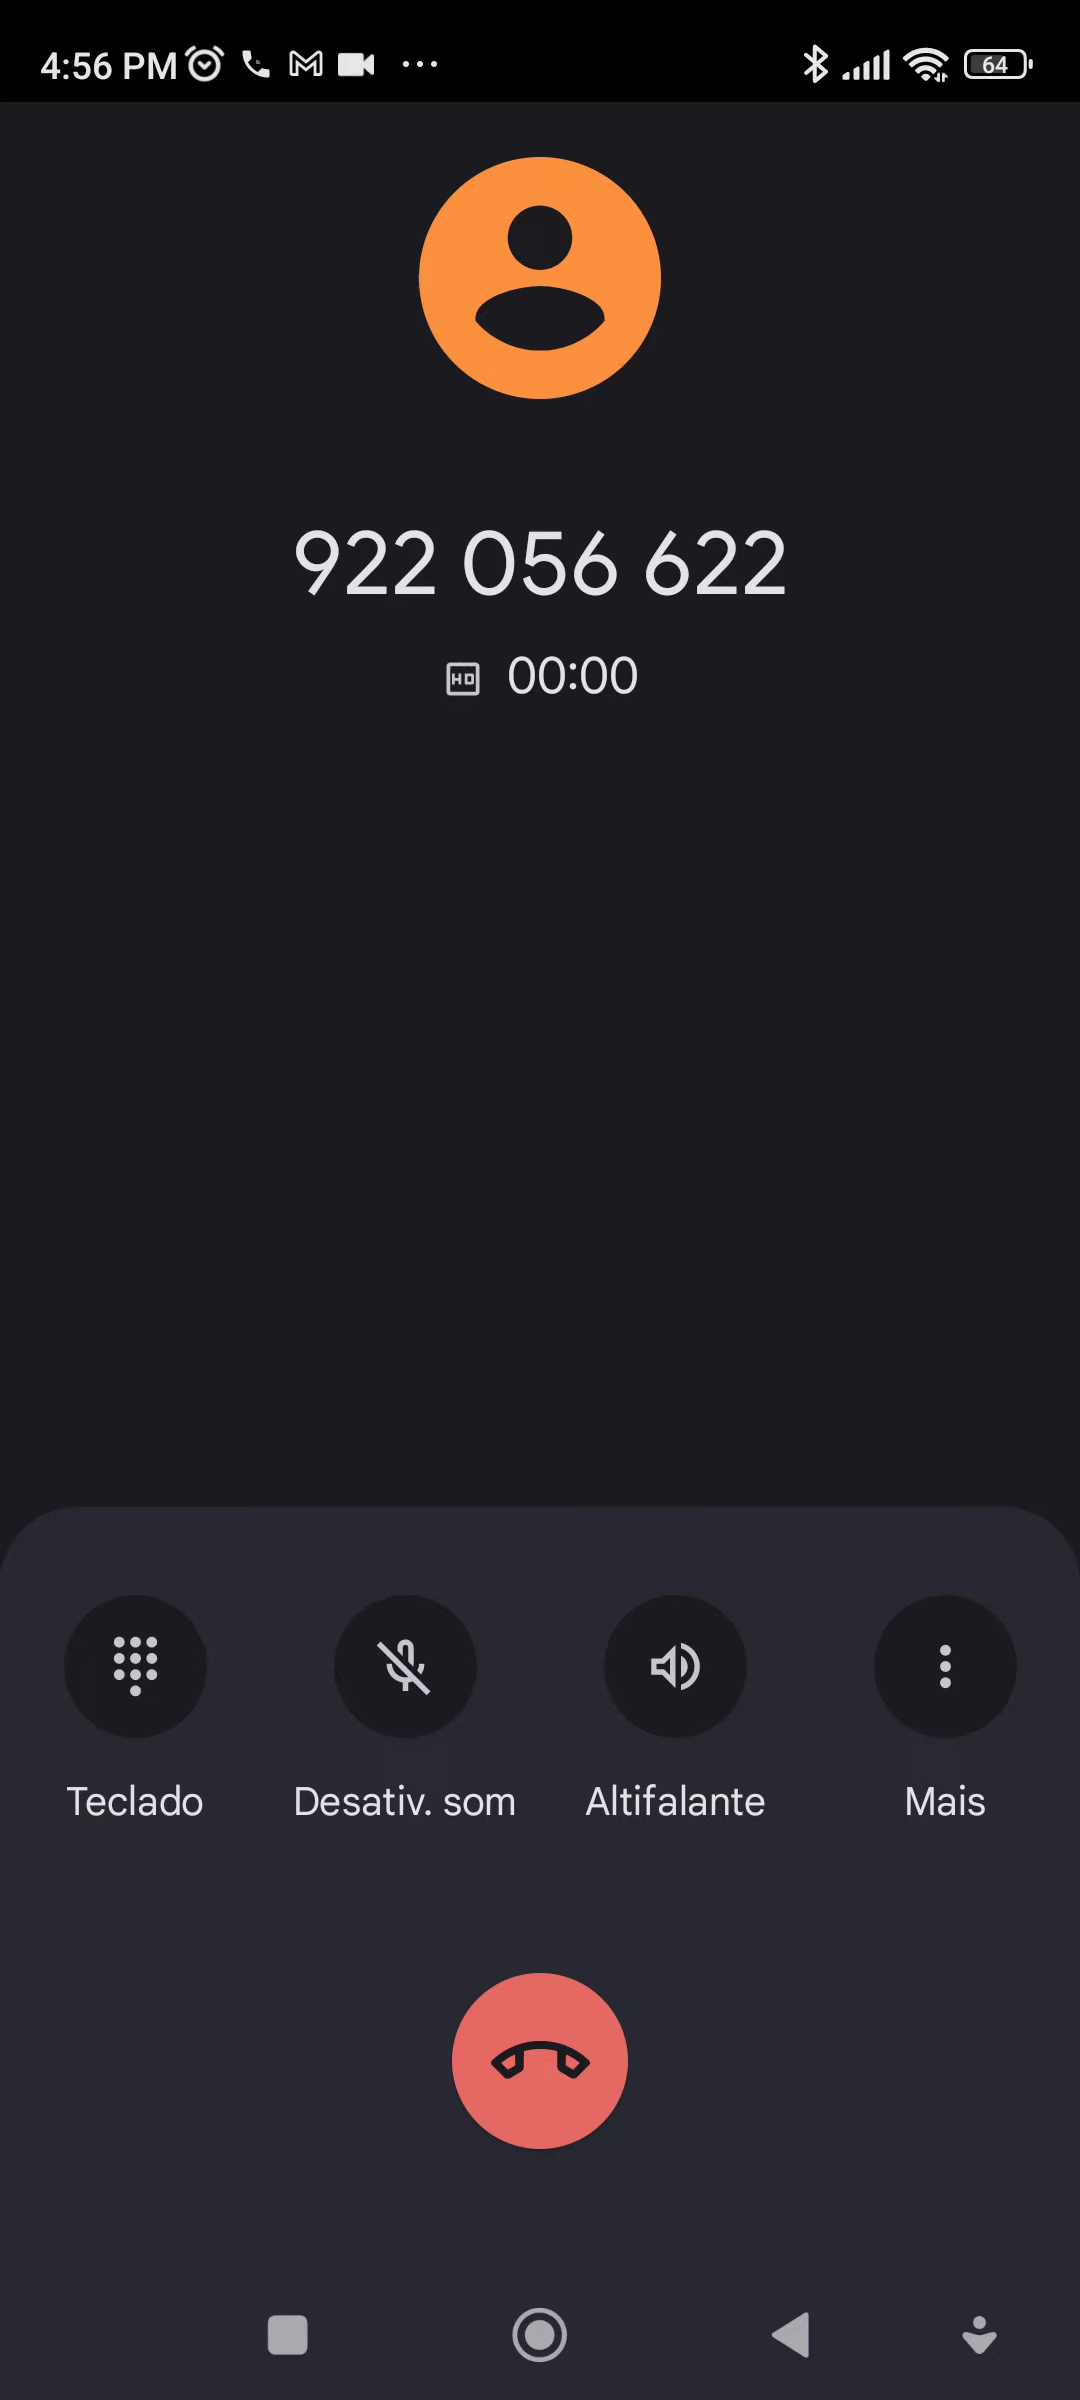 4:56 PM
64
922 056 622
HD 00:00
Teclado
Desativ. som
Altifalante
Mais